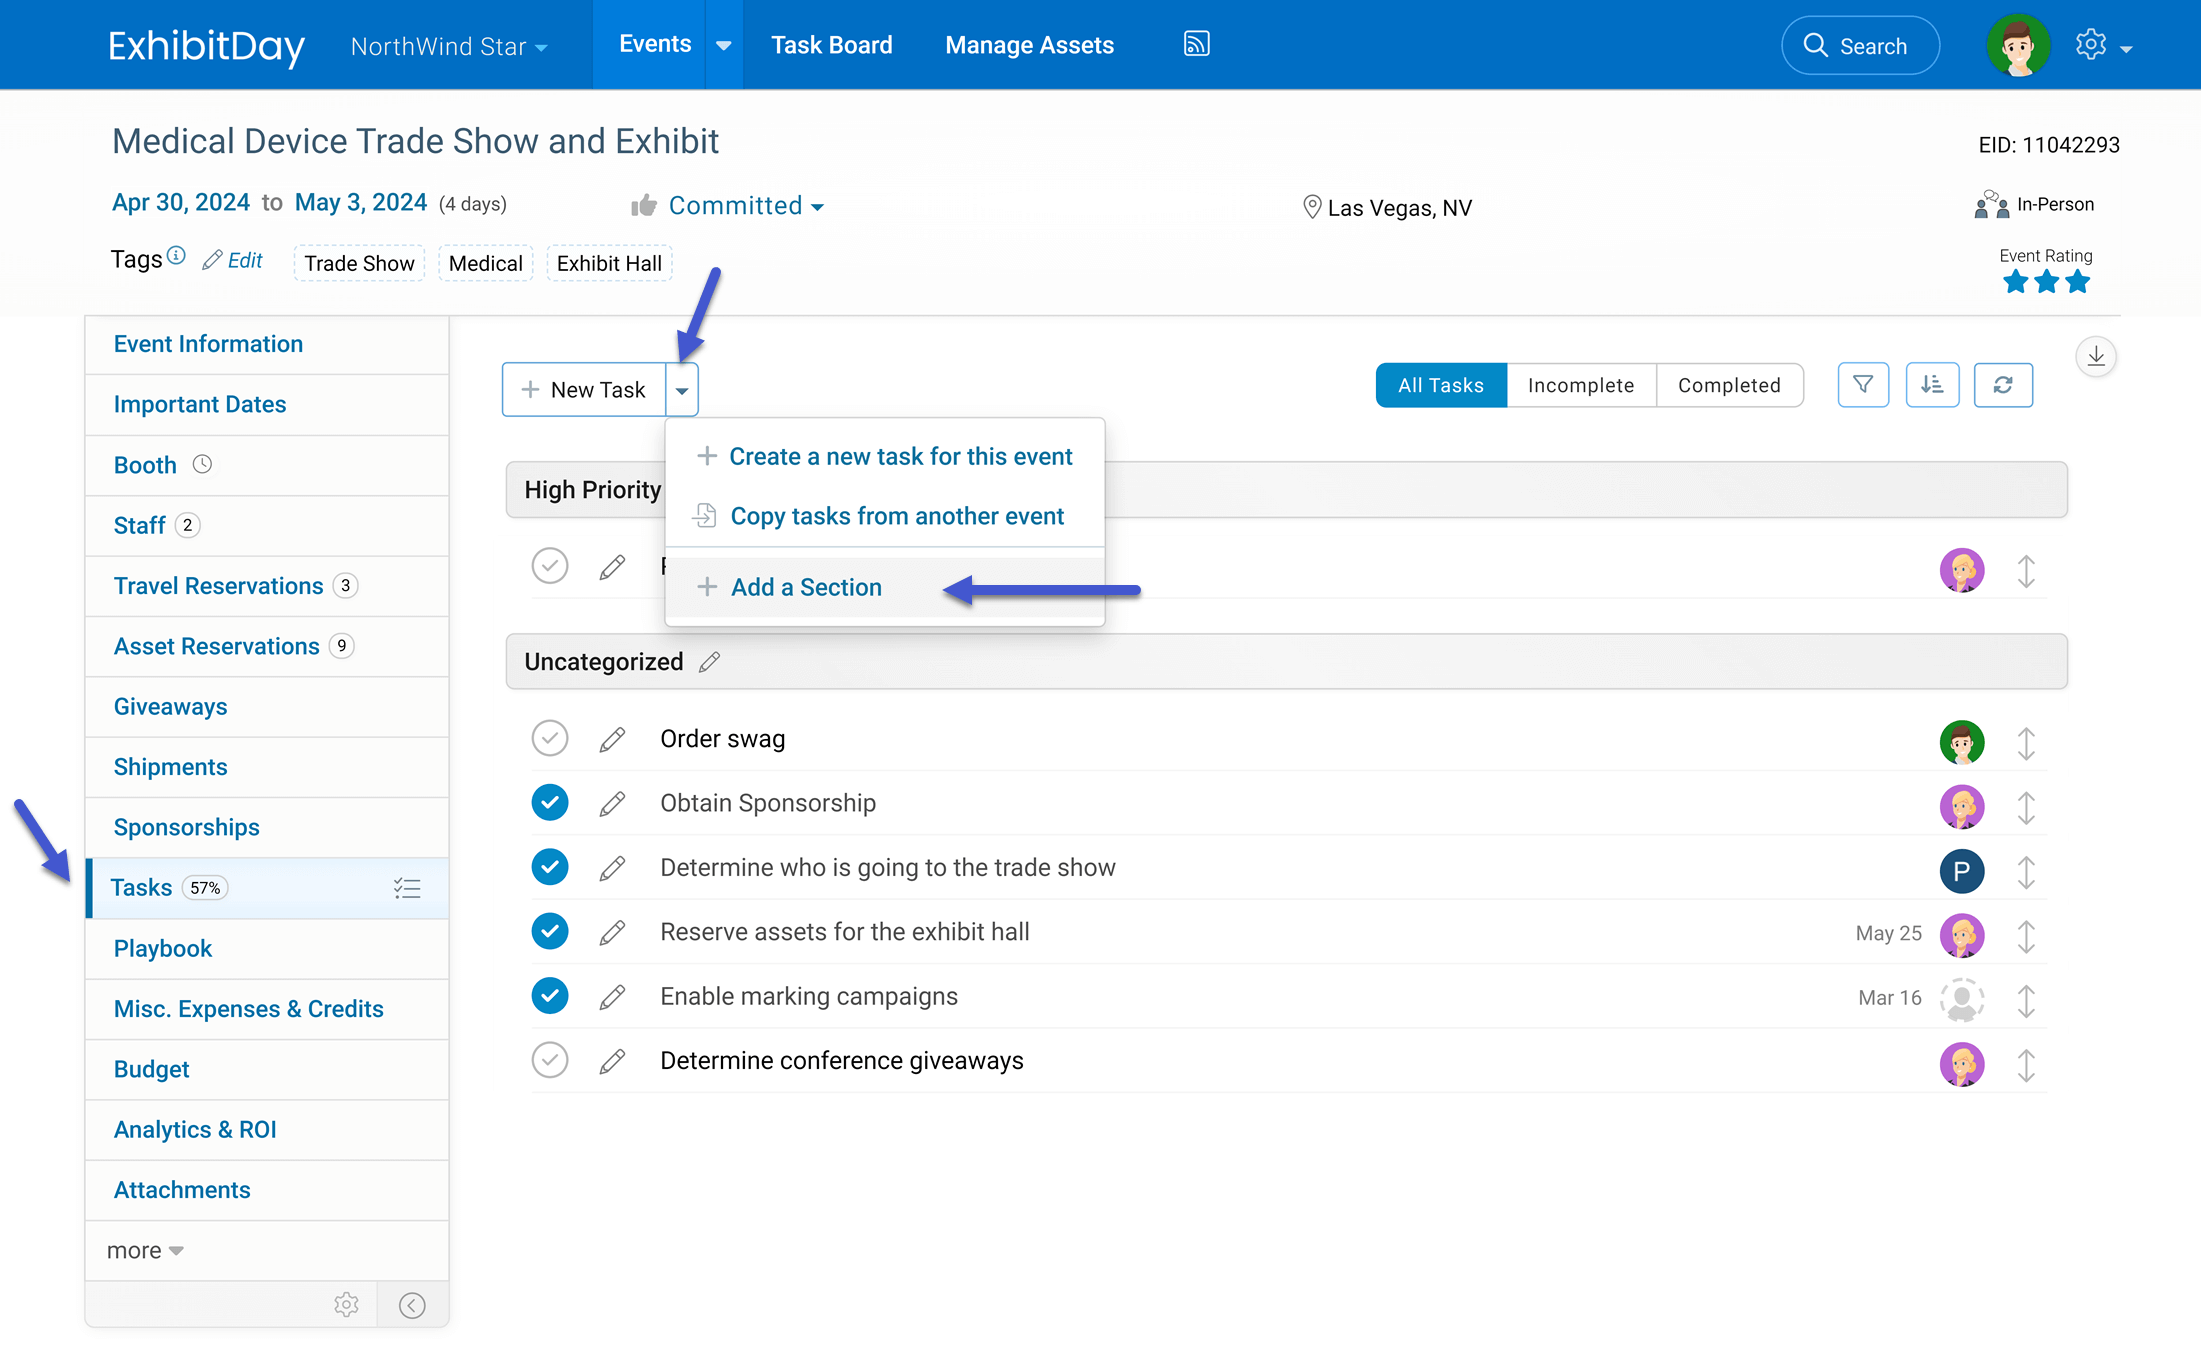 ExhibitDay NorthWind Star Events Task Board Manage Assets Search
Medical Device Trade Show and Exhibit
EID: 11042293
Apr 30, 2024 to May 3, 2024 (4 days) Committed Las Vegas, NV In-Person
Tags Edit Trade Show Medical Exhibit Hall
Event Rating
Event Information
Important Dates
Booth
Staff 2
Travel Reservations 3
Asset Reservations 9
Giveaways
Shipments
Sponsorships
Tasks 57%
Playbook
Misc. Expenses & Credits
Budget
Analytics & ROI
Attachments
more
New Task
All Tasks Incomplete Completed
Create a new task for this event
Copy tasks from another event
Add a Section
High Priority
Uncategorized
Order swag
Obtain Sponsorship
Determine who is going to the trade show P
Reserve assets for the exhibit hall May 25
Enable marking campaigns Mar 16
Determine conference giveaways